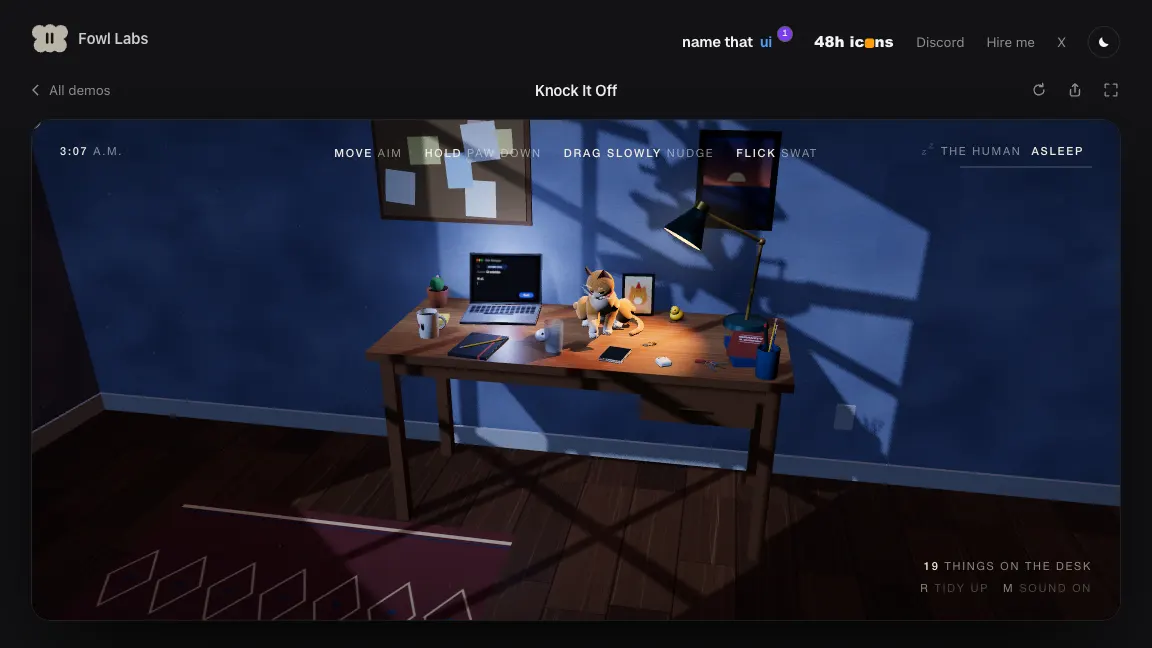 Fowl Labs
name that ui 1
48h icons
Discord
Hire me
X
All demos
Knock It Off
3:07 A.M.
MOVE AIM HOLD PAW DOWN DRAG SLOWLY NUDGE FLICK SWAT
THE HUMAN ASLEEP
19 THINGS ON THE DESK
R TIDY UP M SOUND ON